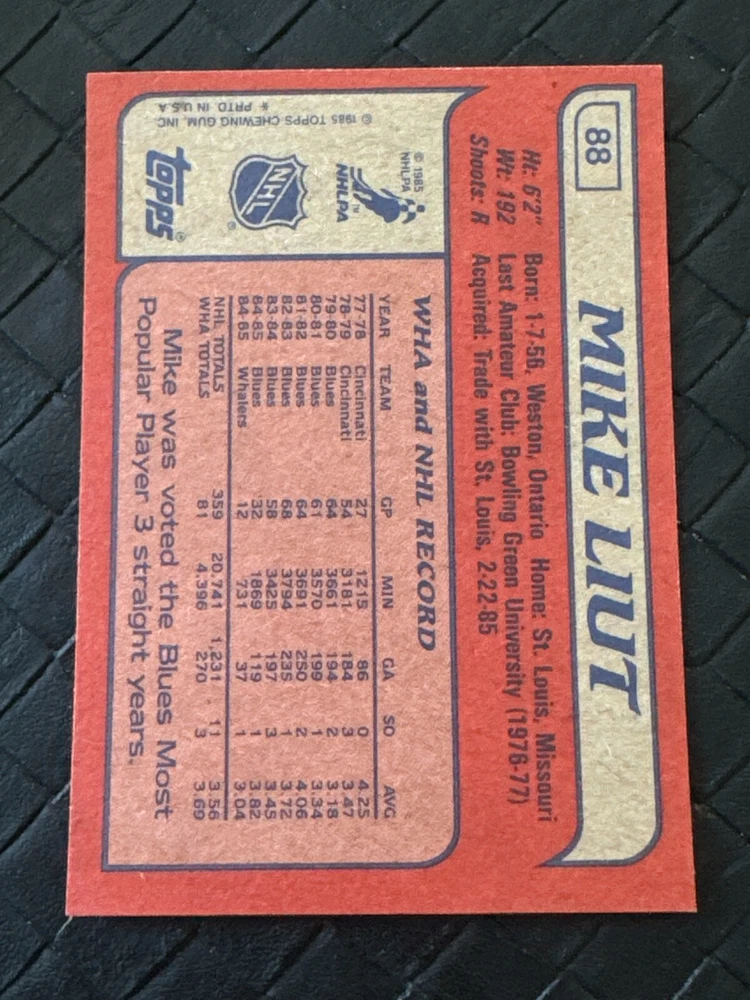 88
MIKE LIUT
Ht: 6'2" Born: 1-7-56, Weston, Ontario Home: St. Louis, Missouri
Wt: 192 Last Amateur Club: Bowling Green University (1976-77)
Shoots: R Acquired: Trade with St. Louis, 2-22-85
© 1985 NHLPA
NHLPA TM
NHL ®
topps ®
© 1985 TOPPS CHEWING GUM, INC.
* PRTD IN U.S.A
WHA and NHL RECORD
YEAR TEAM GP MIN GA SO AVG
77-78 Cincinnati 27 1215 86 0 4.25
78-79 Cincinnati 54 3181 184 3 3.47
79-80 Blues 64 3661 194 2 3.18
80-81 Blues 61 3570 199 1 3.34
81-82 Blues 64 3691 250 2 4.06
82-83 Blues 68 3794 235 1 3.72
83-84 Blues 58 3425 197 3 3.45
84-85 Blues 32 1869 119 1 3.82
84-85 Whalers 12 731 37 1 3.04
NHL TOTALS 359 20,741 1,231 11 3.56
WHA TOTALS 81 4,396 270 3 3.69
Mike was voted the Blues Most
Popular Player 3 straight years.